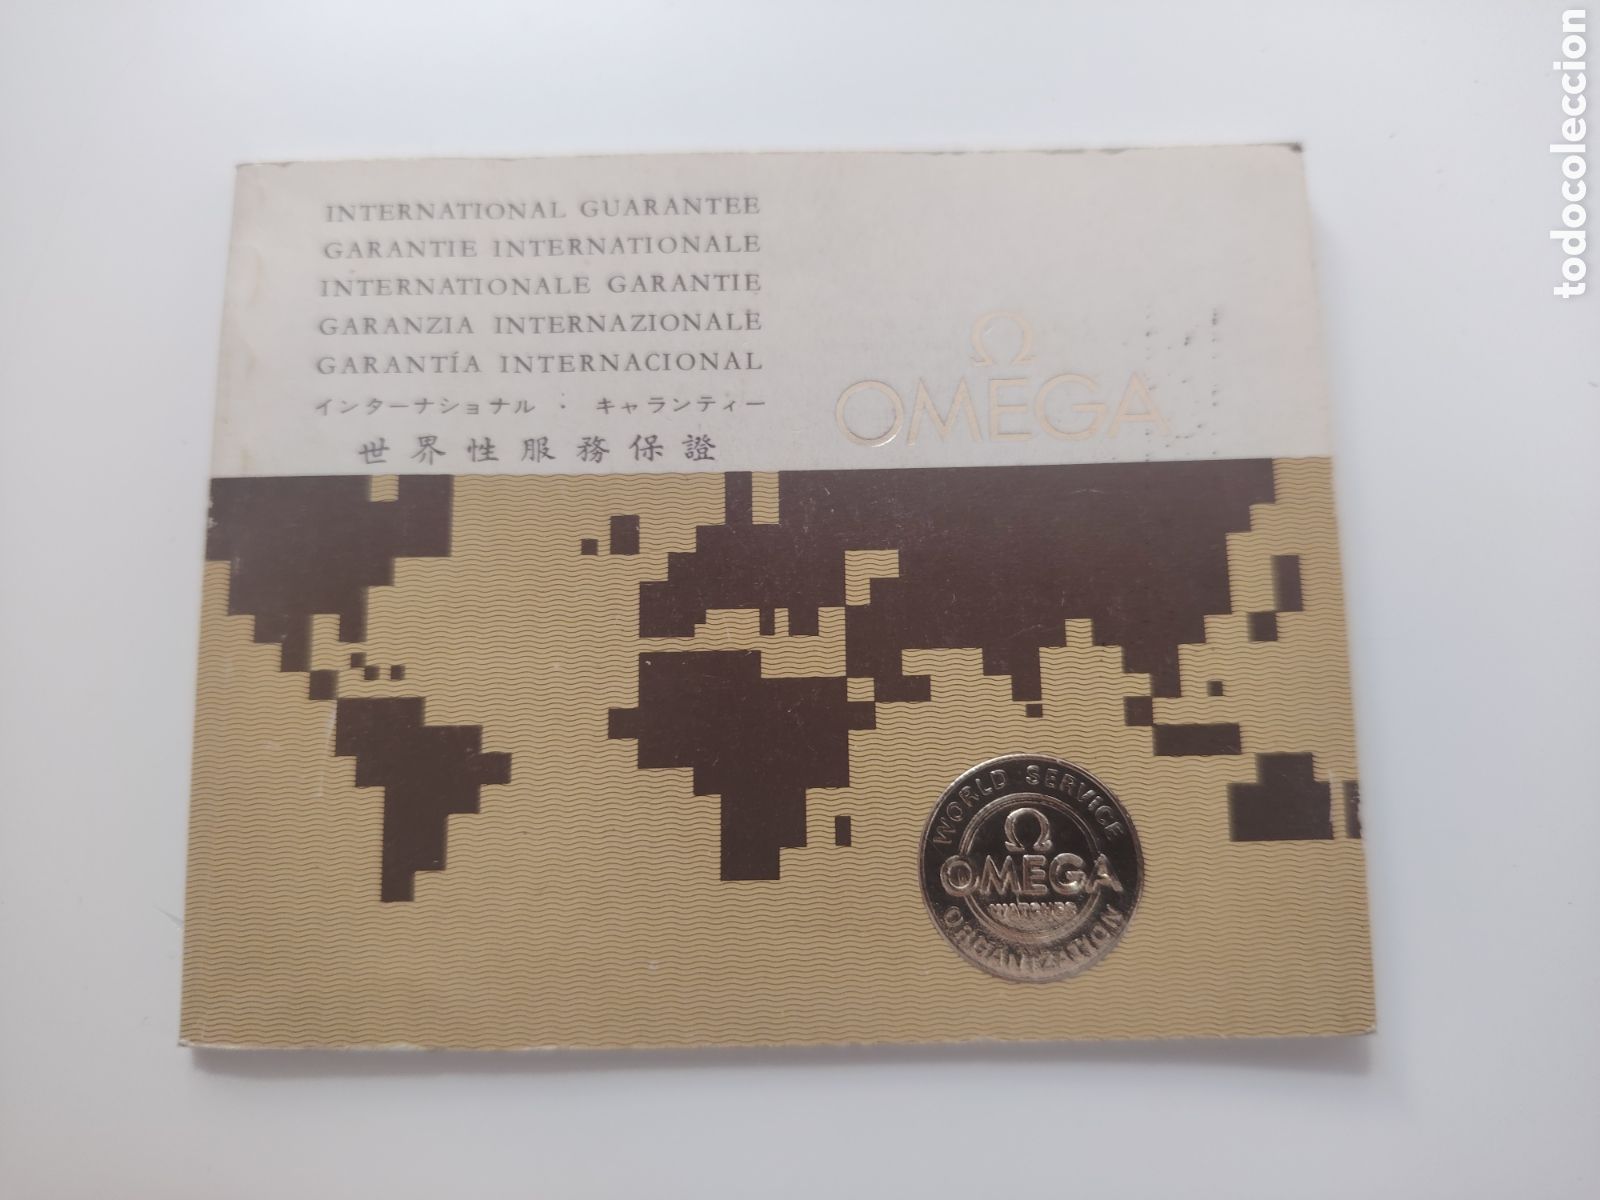 INTERNATIONAL GUARANTEE
GARANTIE INTERNATIONALE
INTERNATIONALE GARANTIE
GARANZIA INTERNAZIONALE
GARANTÍA INTERNACIONAL
インターナショナル・キャランティー
世界性服務保證
Ω
OMEGA
WORLD SERVICE
Ω
OMEGA
WATCHES
ORGANIZATION
todocoleccion